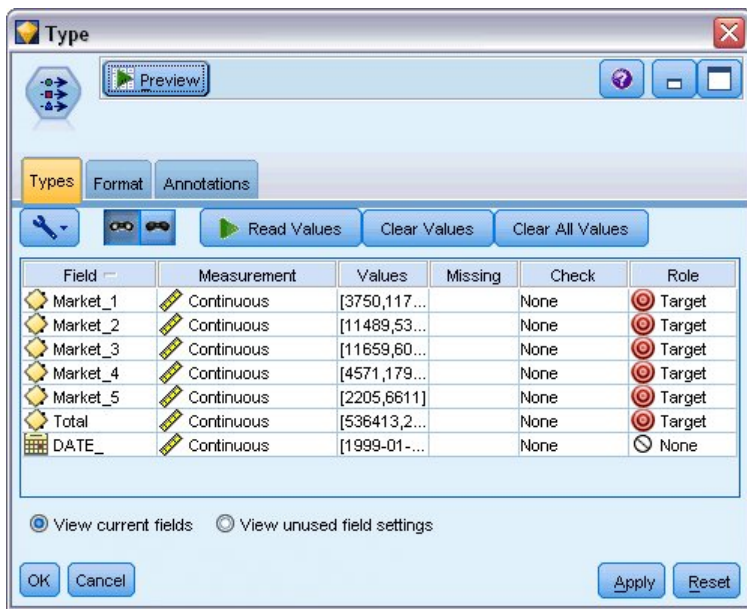 Type
Preview
Types Format Annotations
Read Values Clear Values Clear All Values
Field Measurement Values Missing Check Role
Market_1 Continuous [3750,117... None Target
Market_2 Continuous [11489,53... None Target
Market_3 Continuous [11659,60... None Target
Market_4 Continuous [4571,179... None Target
Market_5 Continuous [2205,6611] None Target
Total Continuous [536413,2... None Target
DATE_ Continuous [1999-01-... None None
View current fields View unused field settings
OK Cancel Apply Reset